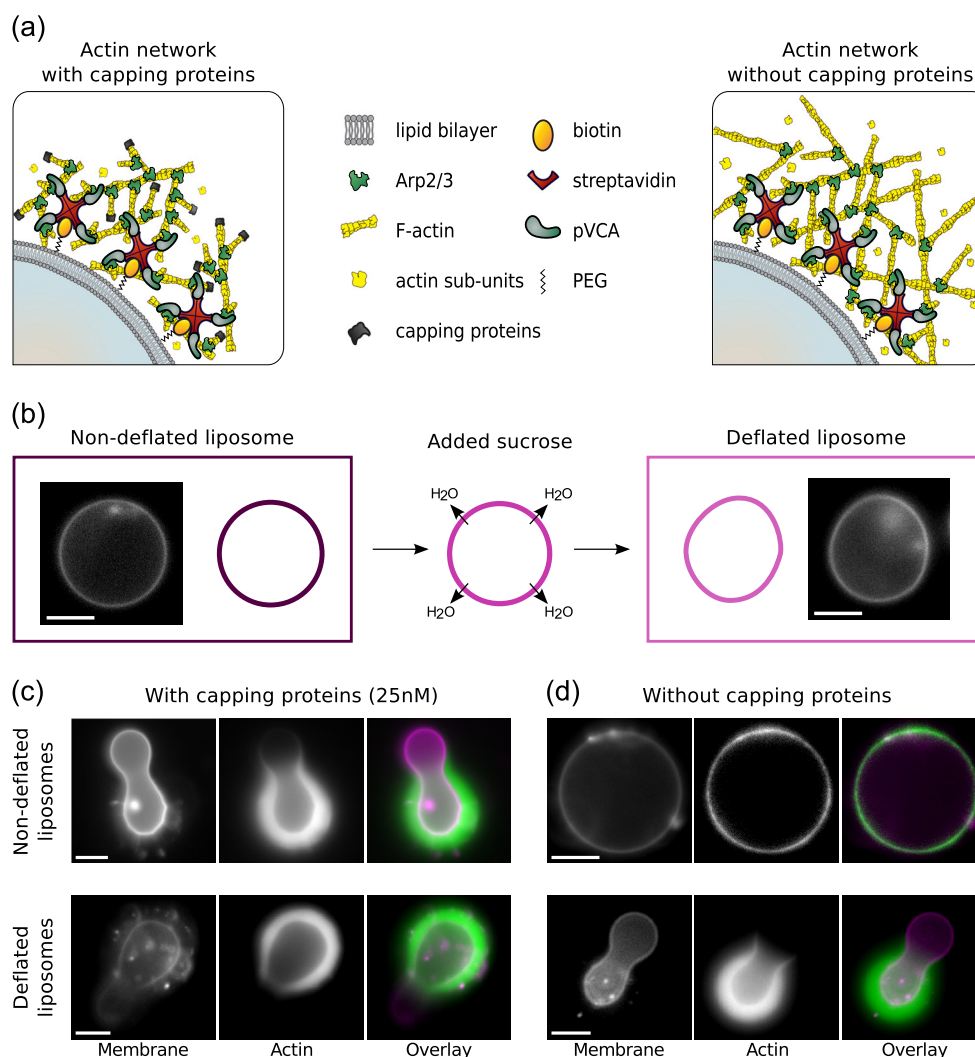 (a)
Actin network
with capping proteins
Actin network
without capping proteins
lipid bilayer
biotin
Arp2/3
streptavidin
F-actin
pVCA
actin sub-units
PEG
capping proteins
(b)
Non-deflated liposome
Added sucrose
Deflated liposome
H2O
H2O
H2O
H2O
(c)
With capping proteins (25nM)
(d)
Without capping proteins
Non-deflated
liposomes
Deflated
liposomes
Membrane
Actin
Overlay
Membrane
Actin
Overlay